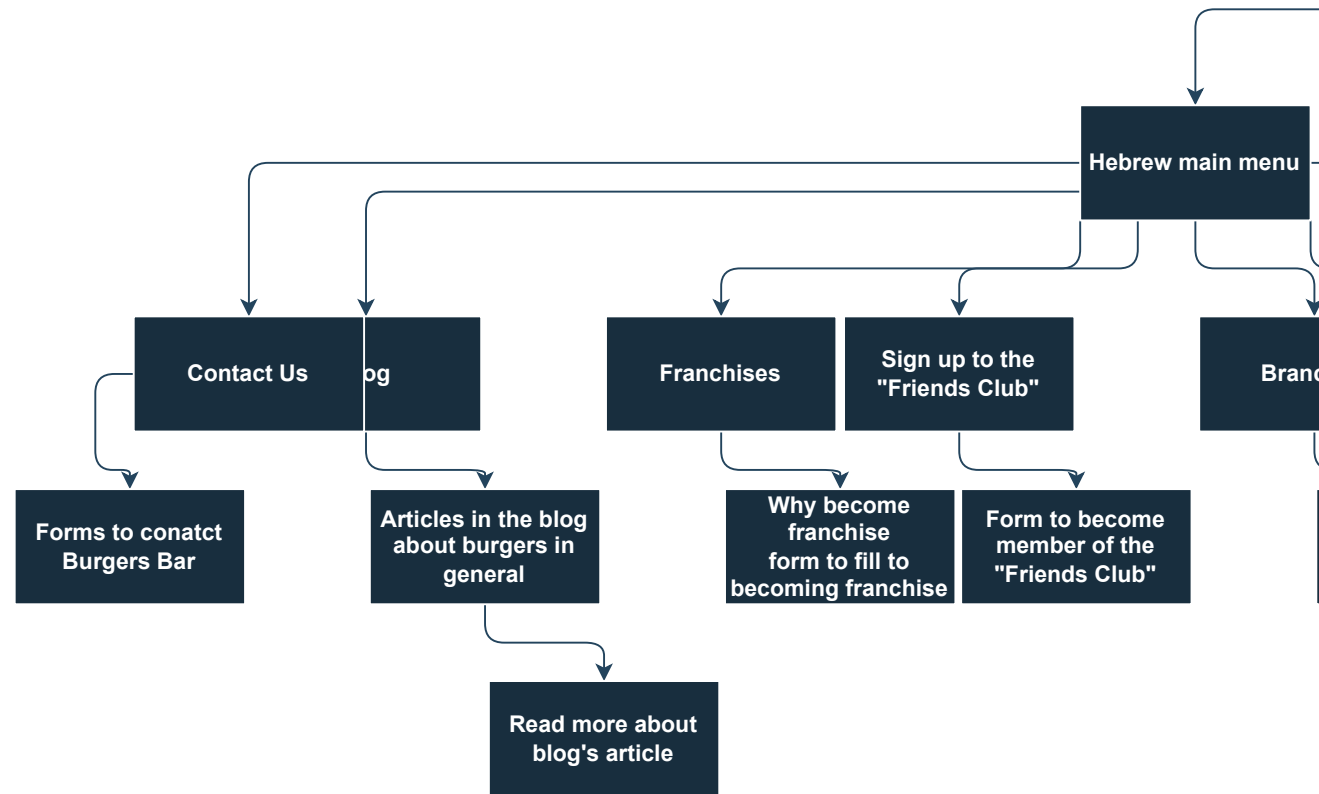 Hebrew main menu
Contact Us
og
Franchises
Sign up to the
"Friends Club"
Branc
Forms to conatct
Burgers Bar
Articles in the blog
about burgers in
general
Why become
franchise
form to fill to
becoming franchise
Form to become
member of the
"Friends Club"
Read more about
blog's article